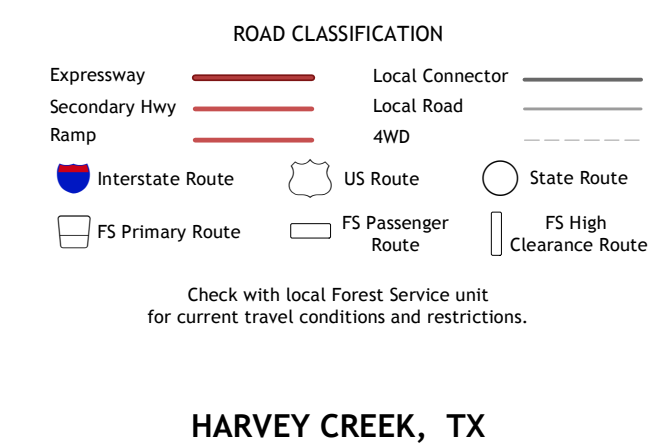 ROAD CLASSIFICATION
Expressway
Local Connector
Secondary Hwy
Local Road
Ramp
4WD
Interstate Route
US Route
State Route
FS Primary Route
FS Passenger
Route
FS High
Clearance Route
Check with local Forest Service unit
for current travel conditions and restrictions.
HARVEY CREEK, TX